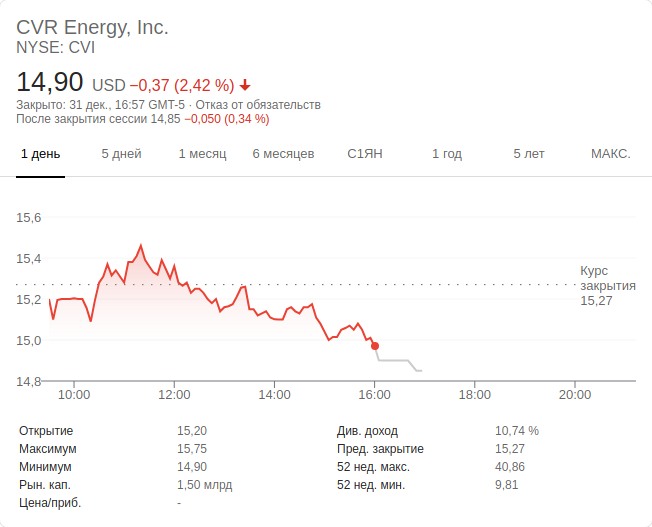 CVR Energy, Inc.
NYSE: CVI
14,90 USD −0,37 (2,42 %)
Закрыто: 31 дек., 16:57 GMT-5 · Отказ от обязательств
После закрытия сессии 14,85 −0,050 (0,34 %)
1 день 5 дней 1 месяц 6 месяцев С1ЯН 1 год 5 лет МАКС.
15,6
15,4
15,2
15,0
14,8
Курс
закрытия
15,27
10:00 12:00 14:00 16:00 18:00 20:00
Открытие 15,20 Див. доход 10,74 %
Максимум 15,75 Пред. закрытие 15,27
Минимум 14,90 52 нед. макс. 40,86
Рын. кап. 1,50 млрд 52 нед. мин. 9,81
Цена/приб. -